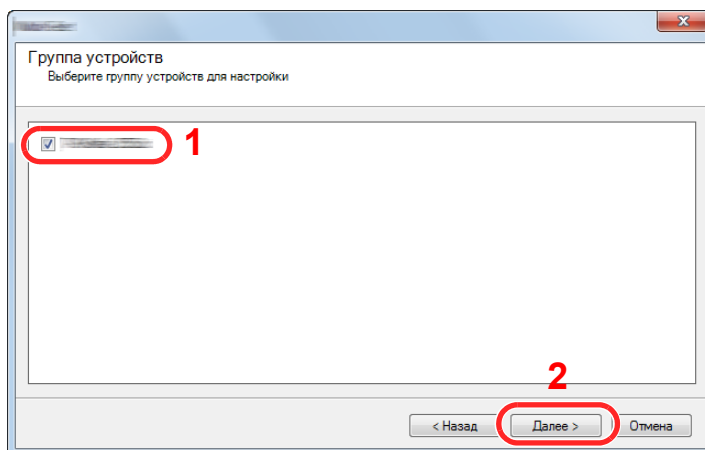 Группа устройств
Выберите группу устройств для настройки
1
2
< Назад
Далее >
Отмена